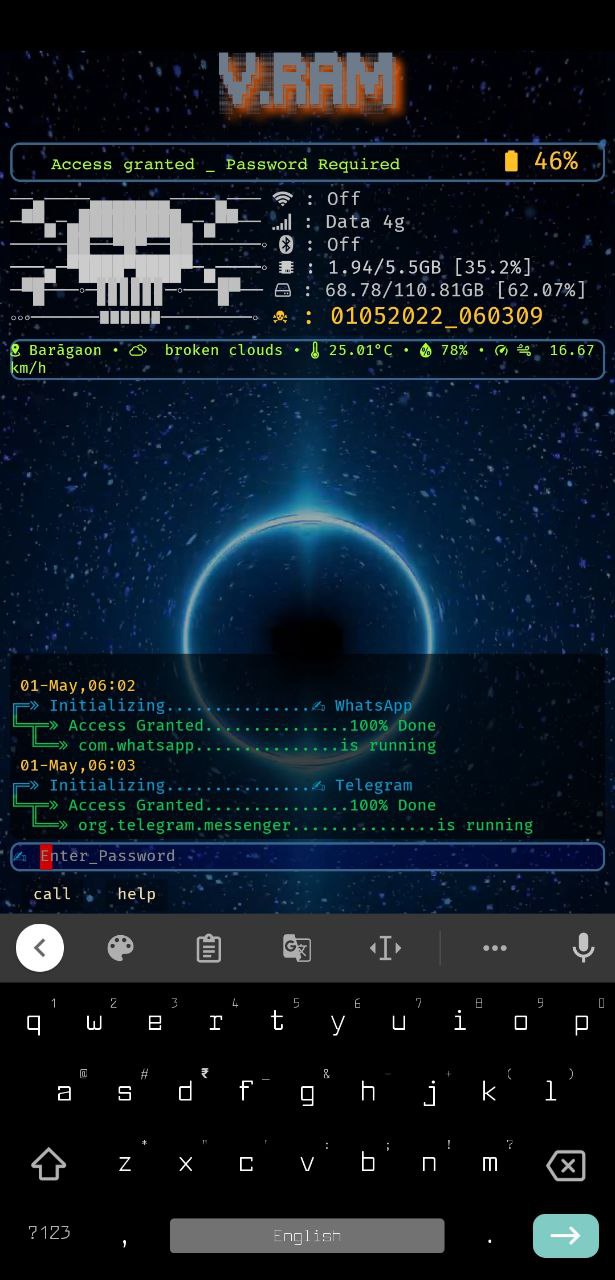 V.RAM
Access granted _ Password Required 46%
: Off
: Data 4g
: Off
: 1.94/5.5GB [35.2%]
: 68.78/110.81GB [62.07%]
: 01052022_060309
Barāgaon • broken clouds • 25.01°C • 78% • 16.67
km/h
01-May,06:02
╔═» Initializing...............✍ WhatsApp
╚╦═» Access Granted...............100% Done
╚═» com.whatsapp...............is running
01-May,06:03
╔═» Initializing...............✍ Telegram
╚╦═» Access Granted...............100% Done
╚═» org.telegram.messenger...............is running
✍ Enter_Password
call help
1 2 3 4 5 6 7 8 9 0
q w e r t y u i o p
@ # ₹ _ & - + ( )
a s d f g h j k l
* " ' : ; ! ?
z x c v b n m
?123 , English .